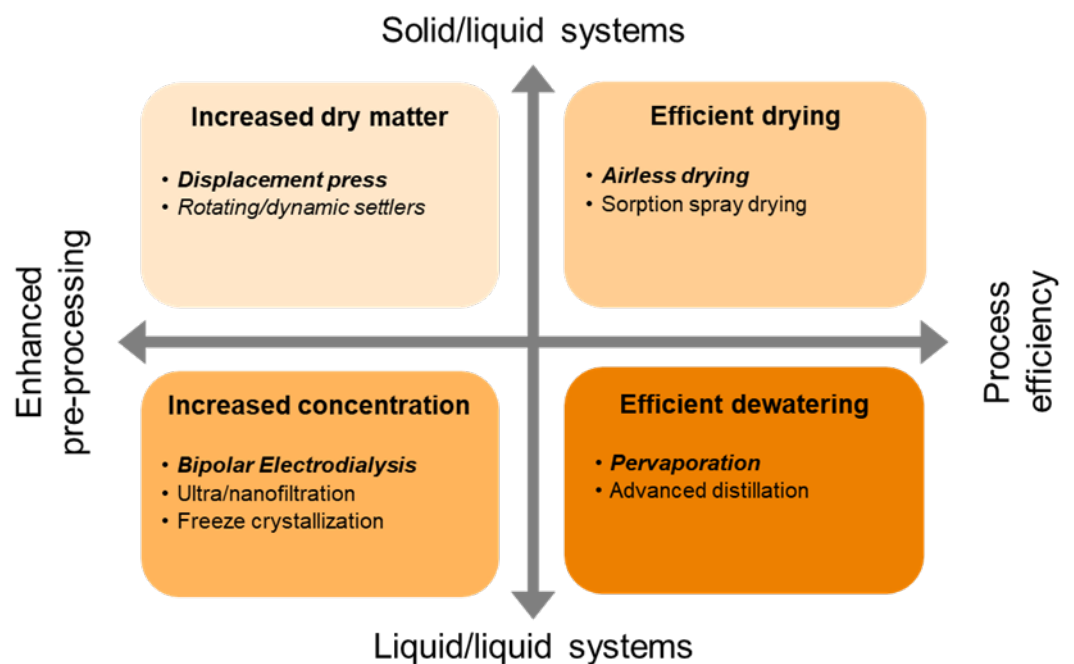 Solid/liquid systems
Increased dry matter
• Displacement press
• Rotating/dynamic settlers
Efficient drying
• Airless drying
• Sorption spray drying
Enhanced
pre-processing
Process
efficiency
Increased concentration
• Bipolar Electrodialysis
• Ultra/nanofiltration
• Freeze crystallization
Efficient dewatering
• Pervaporation
• Advanced distillation
Liquid/liquid systems